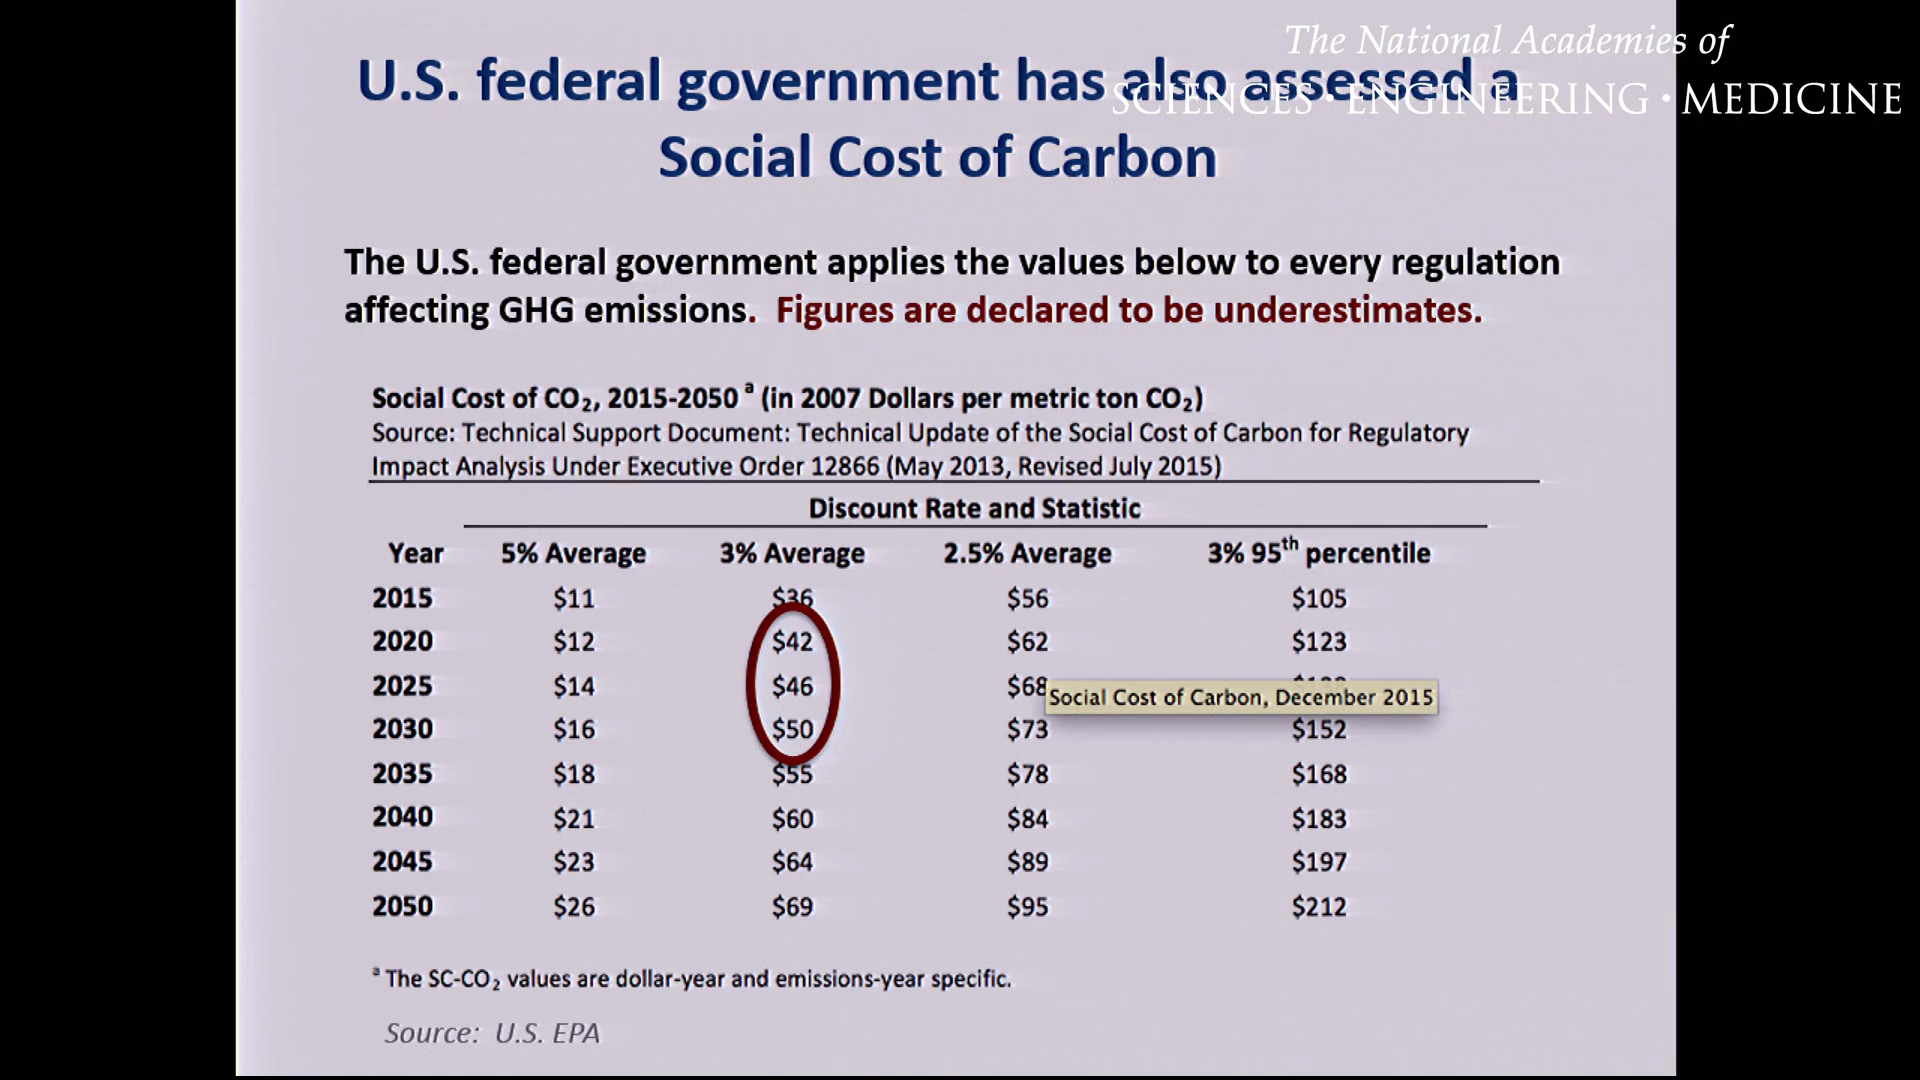 The National Academies of
SCIENCES · ENGINEERING · MEDICINE
U.S. federal government has also assessed a
Social Cost of Carbon
The U.S. federal government applies the values below to every regulation
affecting GHG emissions. Figures are declared to be underestimates.
Social Cost of CO₂, 2015-2050 ᵃ (in 2007 Dollars per metric ton CO₂)
Source: Technical Support Document: Technical Update of the Social Cost of Carbon for Regulatory
Impact Analysis Under Executive Order 12866 (May 2013, Revised July 2015)
Discount Rate and Statistic
Year 5% Average 3% Average 2.5% Average 3% 95th percentile
2015 $11 $36 $56 $105
2020 $12 $42 $62 $123
2025 $14 $46 $68
Social Cost of Carbon, December 2015
2030 $16 $50 $73 $152
2035 $18 $55 $78 $168
2040 $21 $60 $84 $183
2045 $23 $64 $89 $197
2050 $26 $69 $95 $212
ᵃ The SC-CO₂ values are dollar-year and emissions-year specific.
Source: U.S. EPA